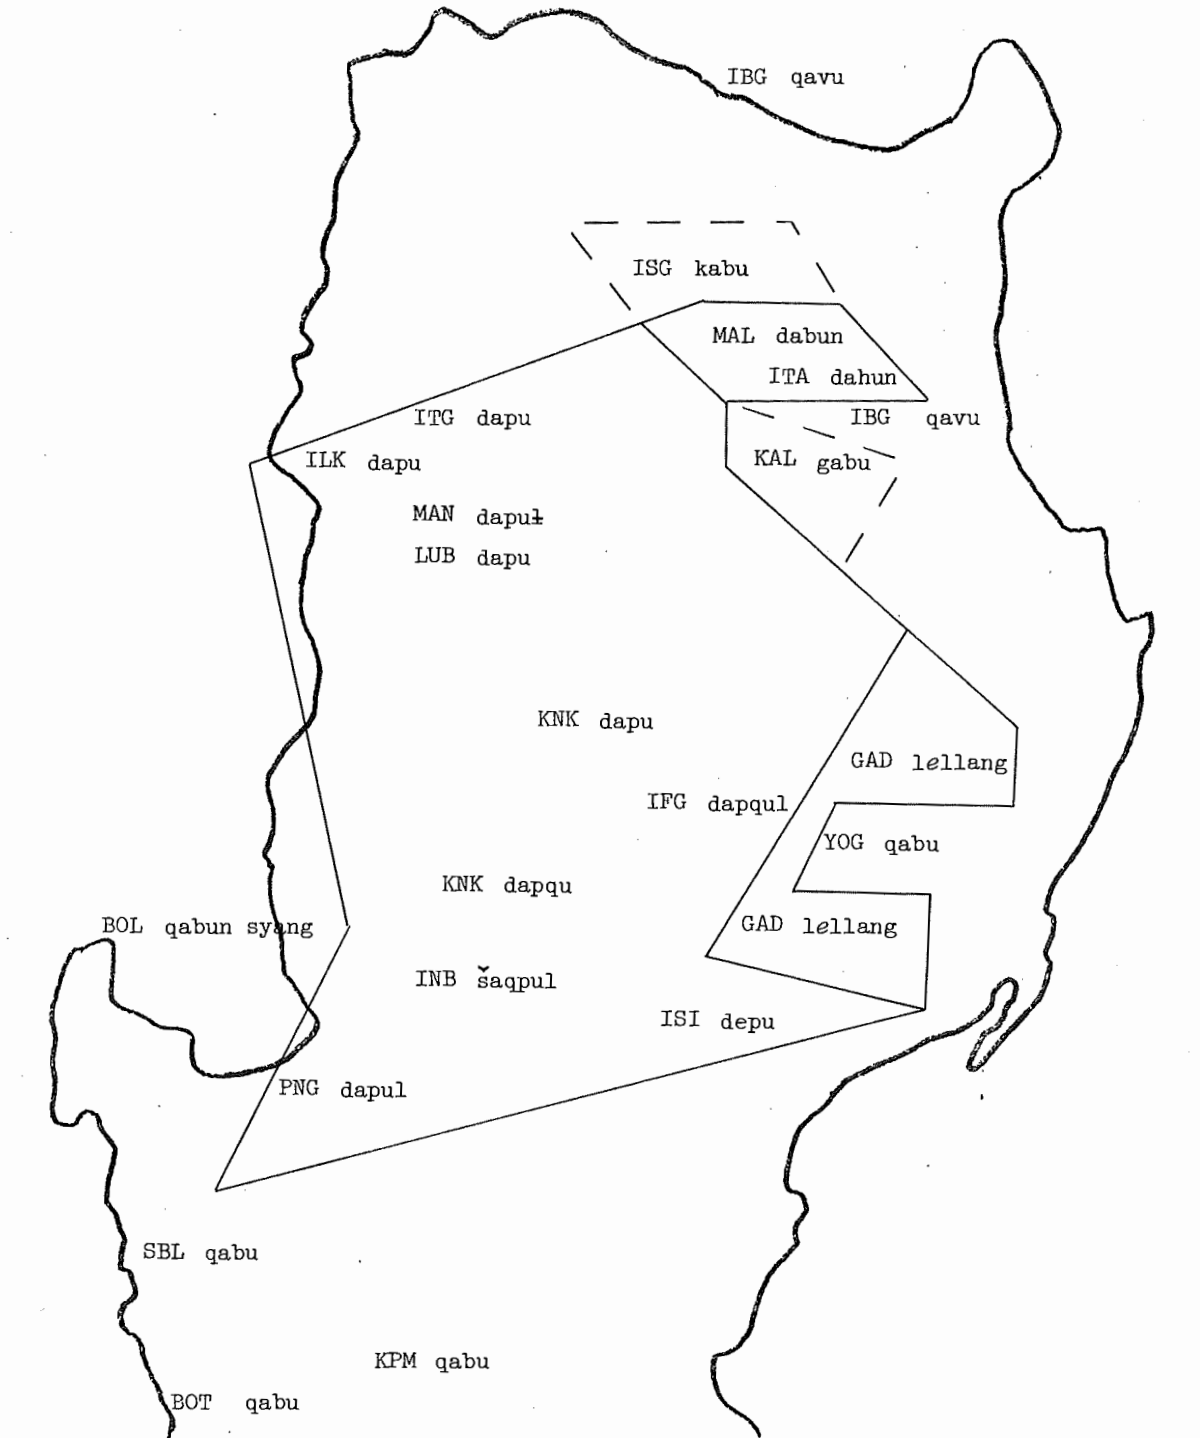 IBG qavu
ISG kabu
MAL dabun
ITA dahun
ITG dapu
IBG qavu
ILK dapu
KAL gabu
MAN dapuł
LUB dapu
KNK dapu
GAD lellang
IFG dapqul
YOG qabu
KNK dapqu
BOL qabun syang
GAD lellang
INB šaqpul
ISI depu
PNG dapul
SBL qabu
KPM qabu
BOT qabu